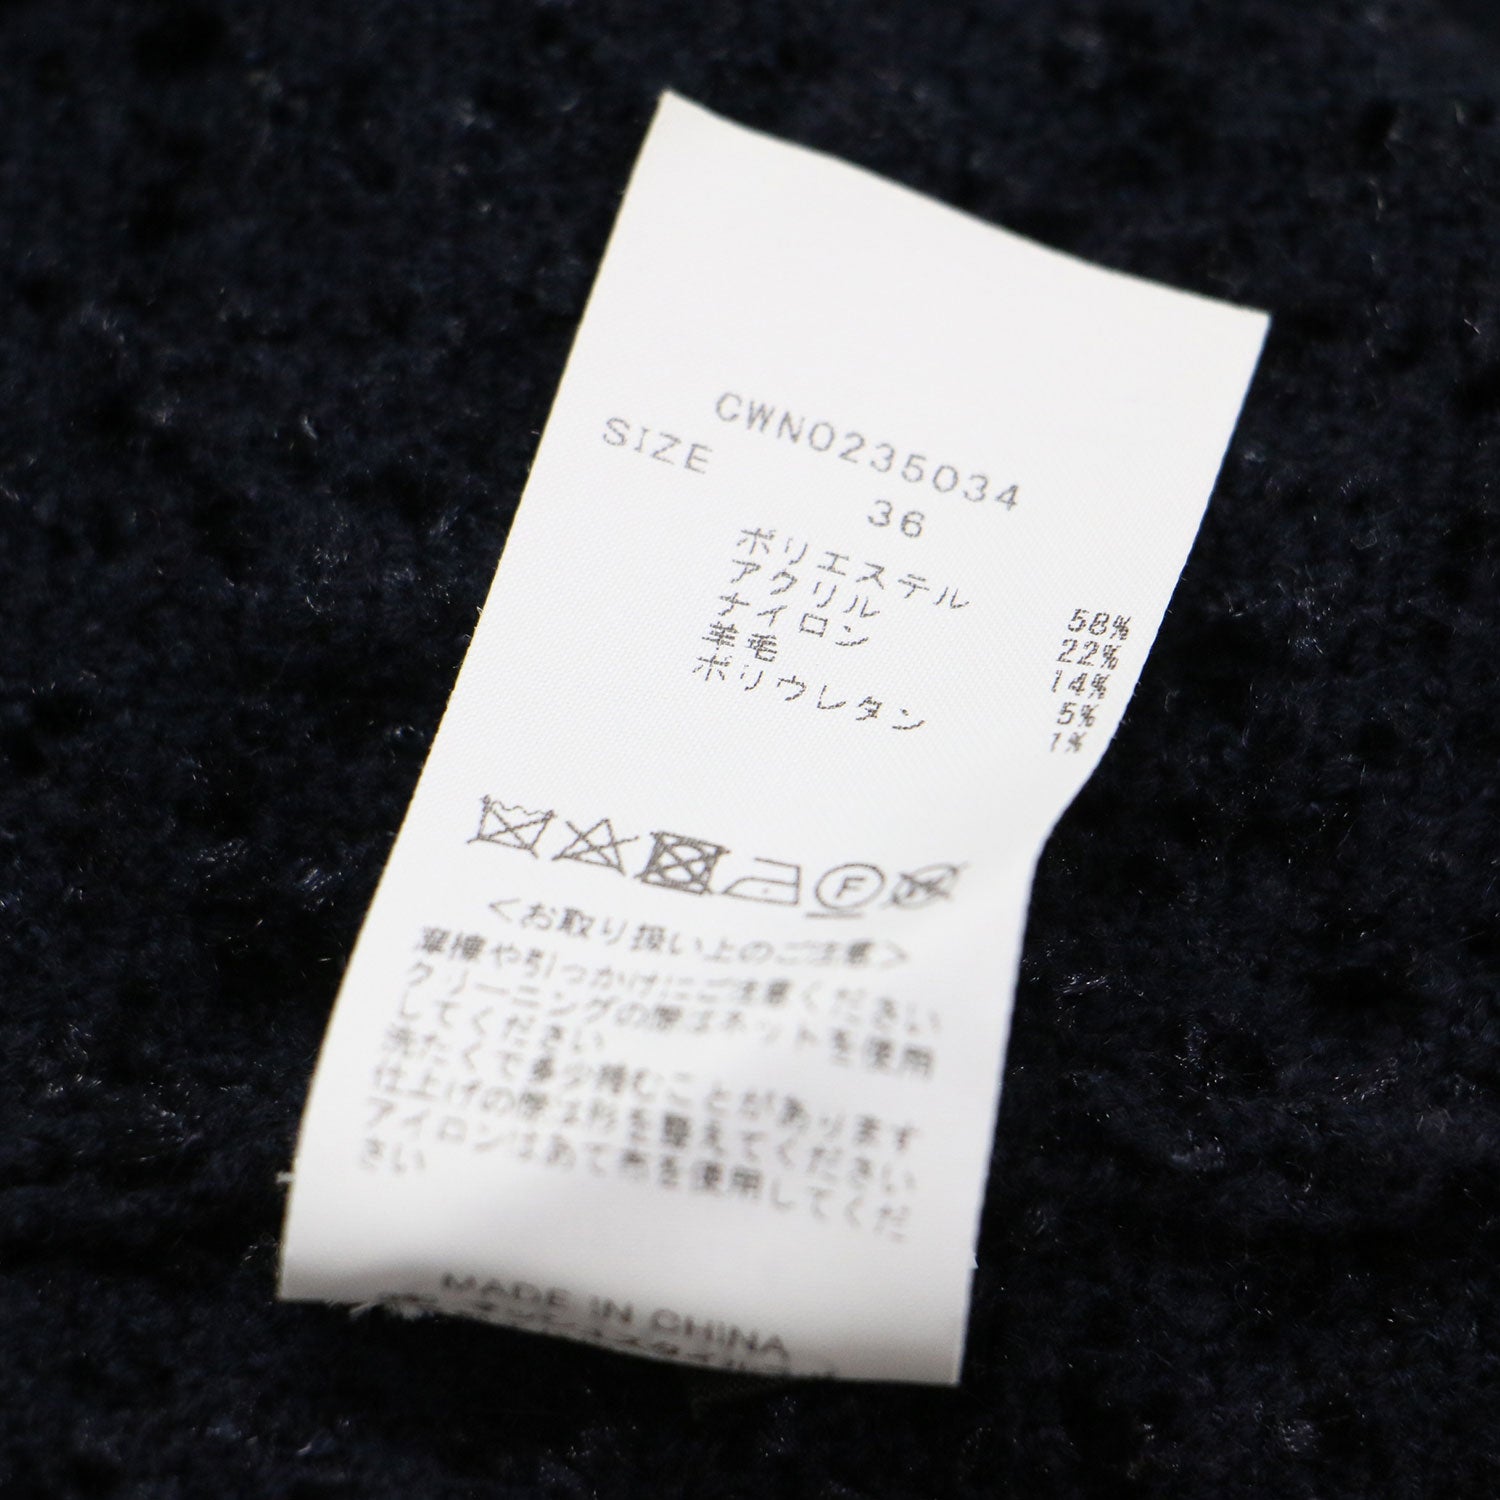 CWN0235034
SIZE 36
ポリエステル 58%
アクリル 22%
ナイロン 14%
羊毛 5%
ポリウレタン 1%
F
<お取り扱い上のご注意>
摩擦や引っかけにご注意ください
クリーニングの際はネットを使用
してください
洗たくで多少縮むことがあります
仕上げの際は形を整えてください
アイロンはあて布を使用してくだ
さい
MADE IN CHINA